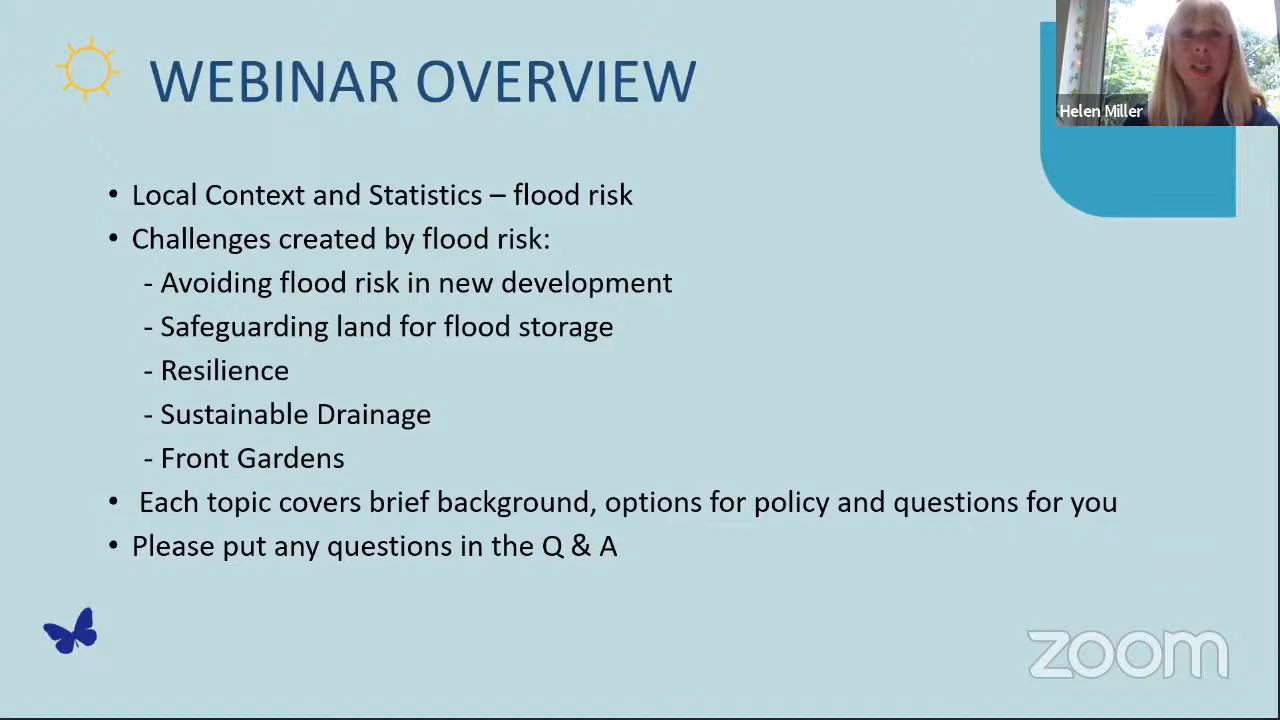 WEBINAR OVERVIEW
Helen Miller
• Local Context and Statistics – flood risk
• Challenges created by flood risk:
- Avoiding flood risk in new development
- Safeguarding land for flood storage
- Resilience
- Sustainable Drainage
- Front Gardens
• Each topic covers brief background, options for policy and questions for you
• Please put any questions in the Q & A
zoom